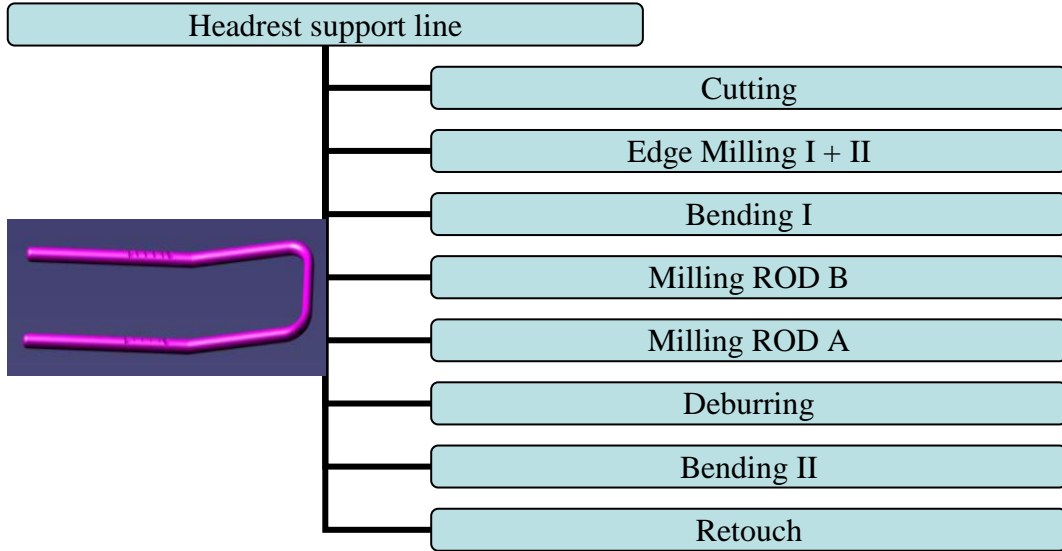 Headrest support line
Cutting
Edge Milling I + II
Bending I
Milling ROD B
Milling ROD A
Deburring
Bending II
Retouch